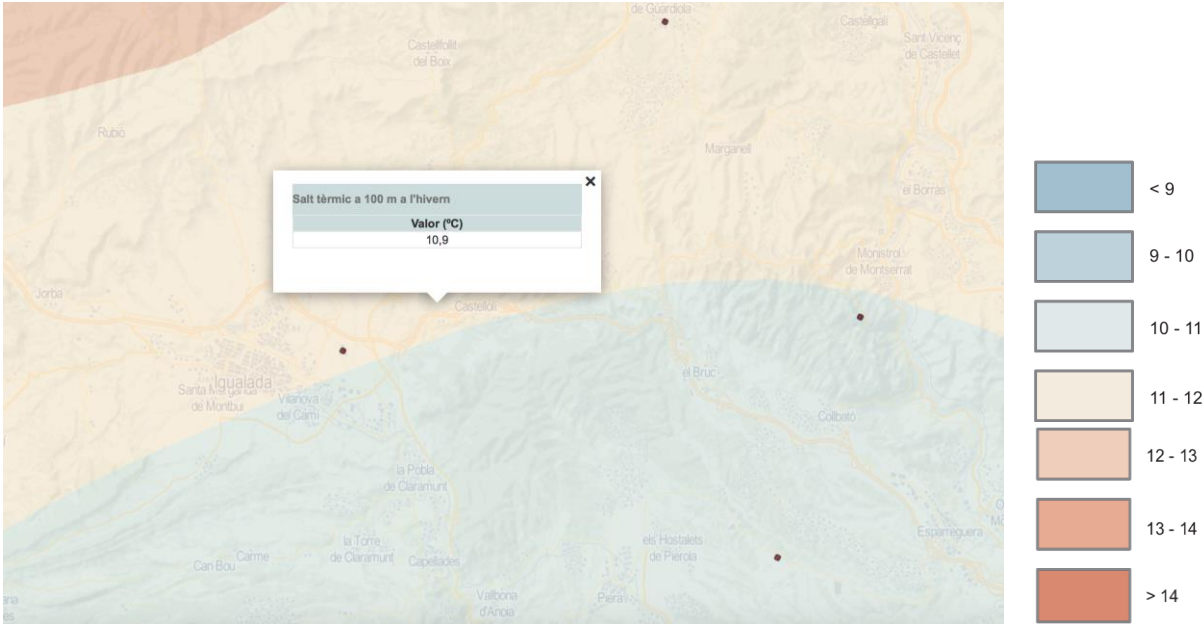 de Guardiola
Castellgalí
Sant Vicenç
de Castellet
Castellfollit
del Boix
Rubió
Marganell
el Borràs
Salt tèrmic a 100 m a l'hivern
Valor (ºC)
10,9
Monistrol
de Montserrat
Jorba
Castellolí
Igualada
Santa Margarida
de Montbui
Vilanova
del Camí
el Bruc
Collbató
la Pobla
de Claramunt
Esparreguera
la Torre
de Claramunt
Carme
Can Bou
Capellades
els Hostalets
de Pierola
Vallbona
d'Anoia
Piera
< 9
9 - 10
10 - 11
11 - 12
12 - 13
13 - 14
> 14